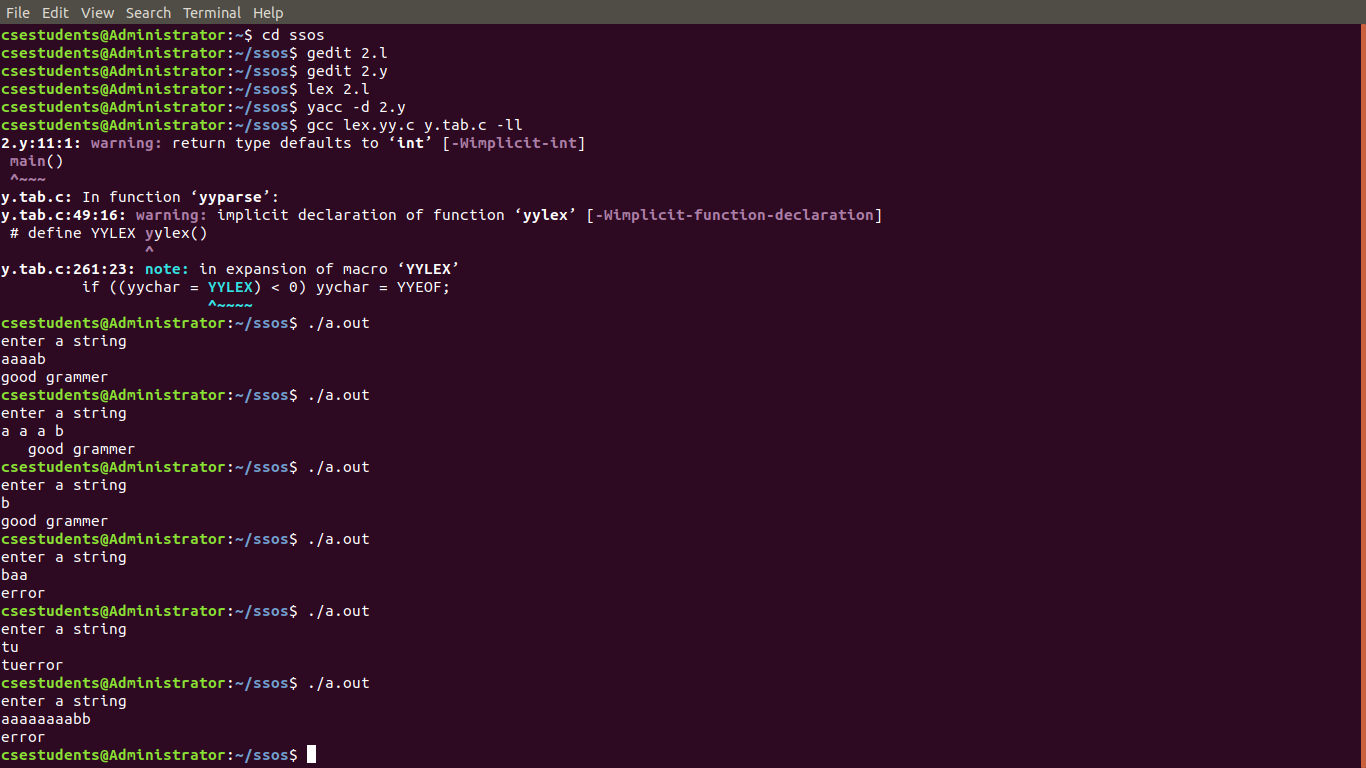 File Edit View Search Terminal Help
csestudents@Administrator:~$ cd ssos
csestudents@Administrator:~/ssos$ gedit 2.l
csestudents@Administrator:~/ssos$ gedit 2.y
csestudents@Administrator:~/ssos$ lex 2.l
csestudents@Administrator:~/ssos$ yacc -d 2.y
csestudents@Administrator:~/ssos$ gcc lex.yy.c y.tab.c -ll
2.y:11:1: warning: return type defaults to ‘int’ [-Wimplicit-int]
 main()
 ^~~~
y.tab.c: In function ‘yyparse’:
y.tab.c:49:16: warning: implicit declaration of function ‘yylex’ [-Wimplicit-function-declaration]
 # define YYLEX yylex()
                ^
y.tab.c:261:23: note: in expansion of macro ‘YYLEX’
         if ((yychar = YYLEX) < 0) yychar = YYEOF;
                       ^~~~~
csestudents@Administrator:~/ssos$ ./a.out
enter a string
aaaab
good grammer
csestudents@Administrator:~/ssos$ ./a.out
enter a string
a a a b
   good grammer
csestudents@Administrator:~/ssos$ ./a.out
enter a string
b
good grammer
csestudents@Administrator:~/ssos$ ./a.out
enter a string
baa
error
csestudents@Administrator:~/ssos$ ./a.out
enter a string
tu
tuerror
csestudents@Administrator:~/ssos$ ./a.out
enter a string
aaaaaaaabb
error
csestudents@Administrator:~/ssos$